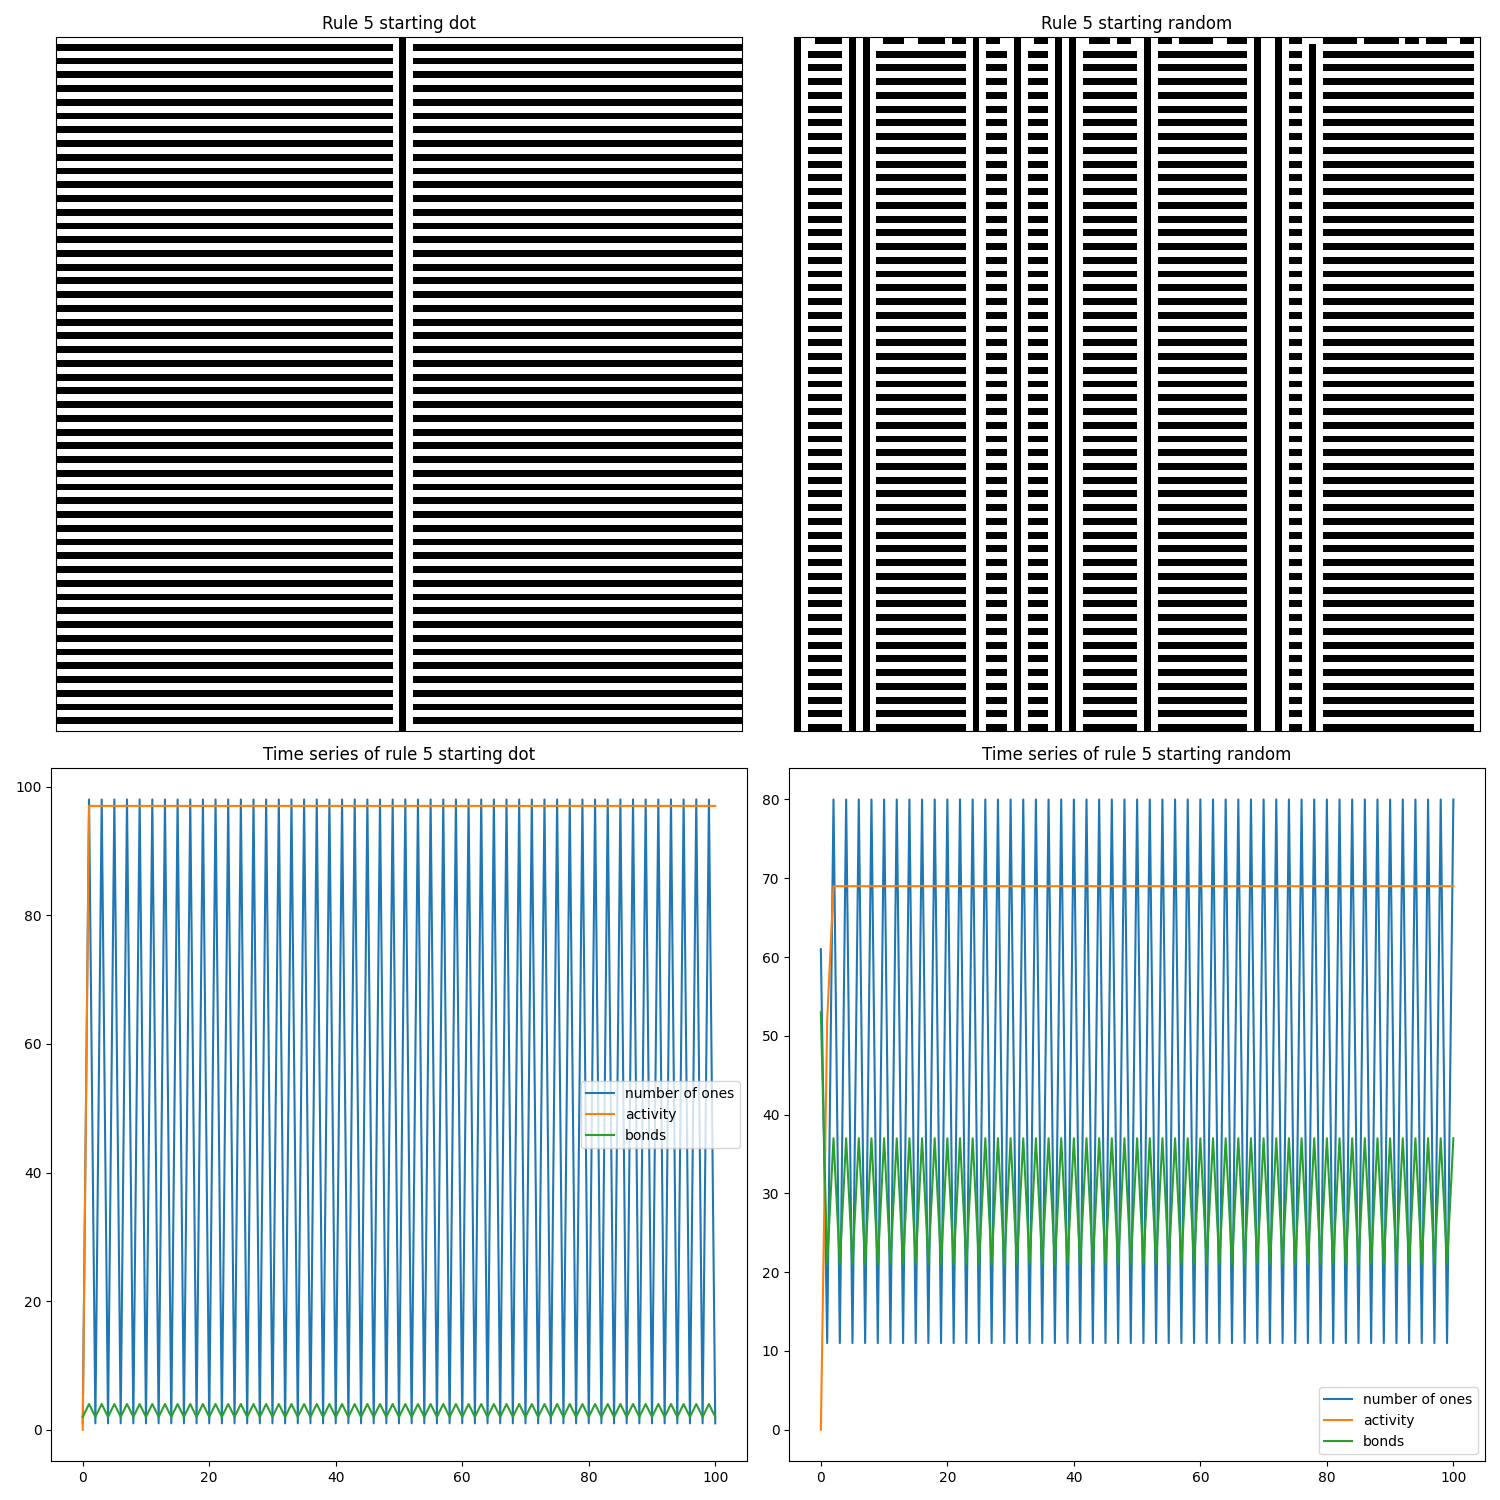 Rule 5 starting dot
Rule 5 starting random
Time series of rule 5 starting dot
100
80
60
40
20
0
number of ones
activity
bonds
0 20 40 60 80 100
Time series of rule 5 starting random
80
70
60
50
40
30
20
10
0
number of ones
activity
bonds
0 20 40 60 80 100